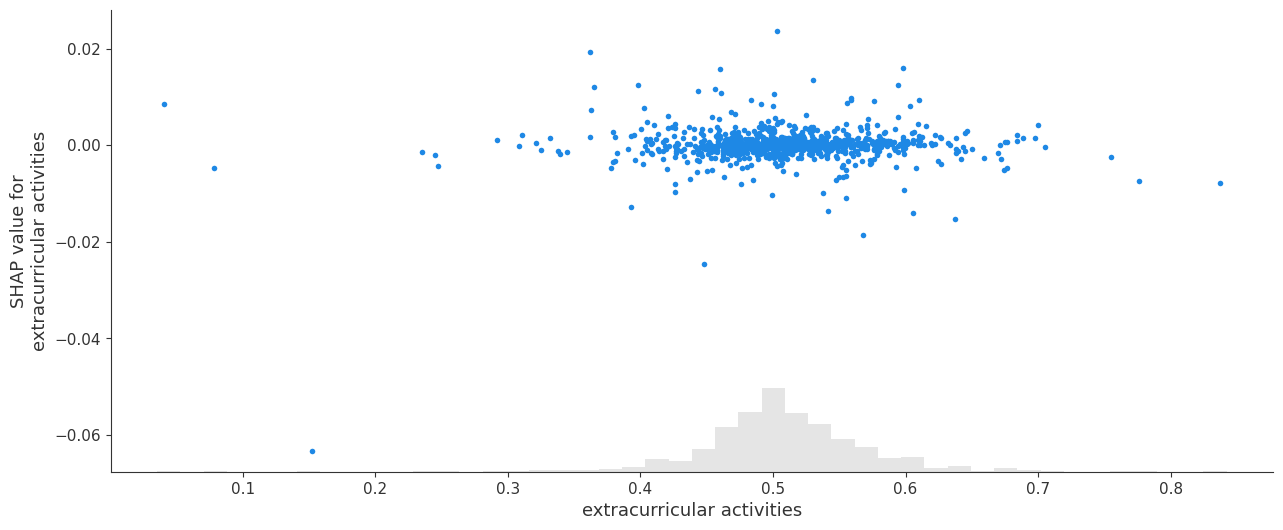 SHAP value for
extracurricular activities
0.02
0.00
−0.02
−0.04
−0.06
0.1 0.2 0.3 0.4 0.5 0.6 0.7 0.8
extracurricular activities